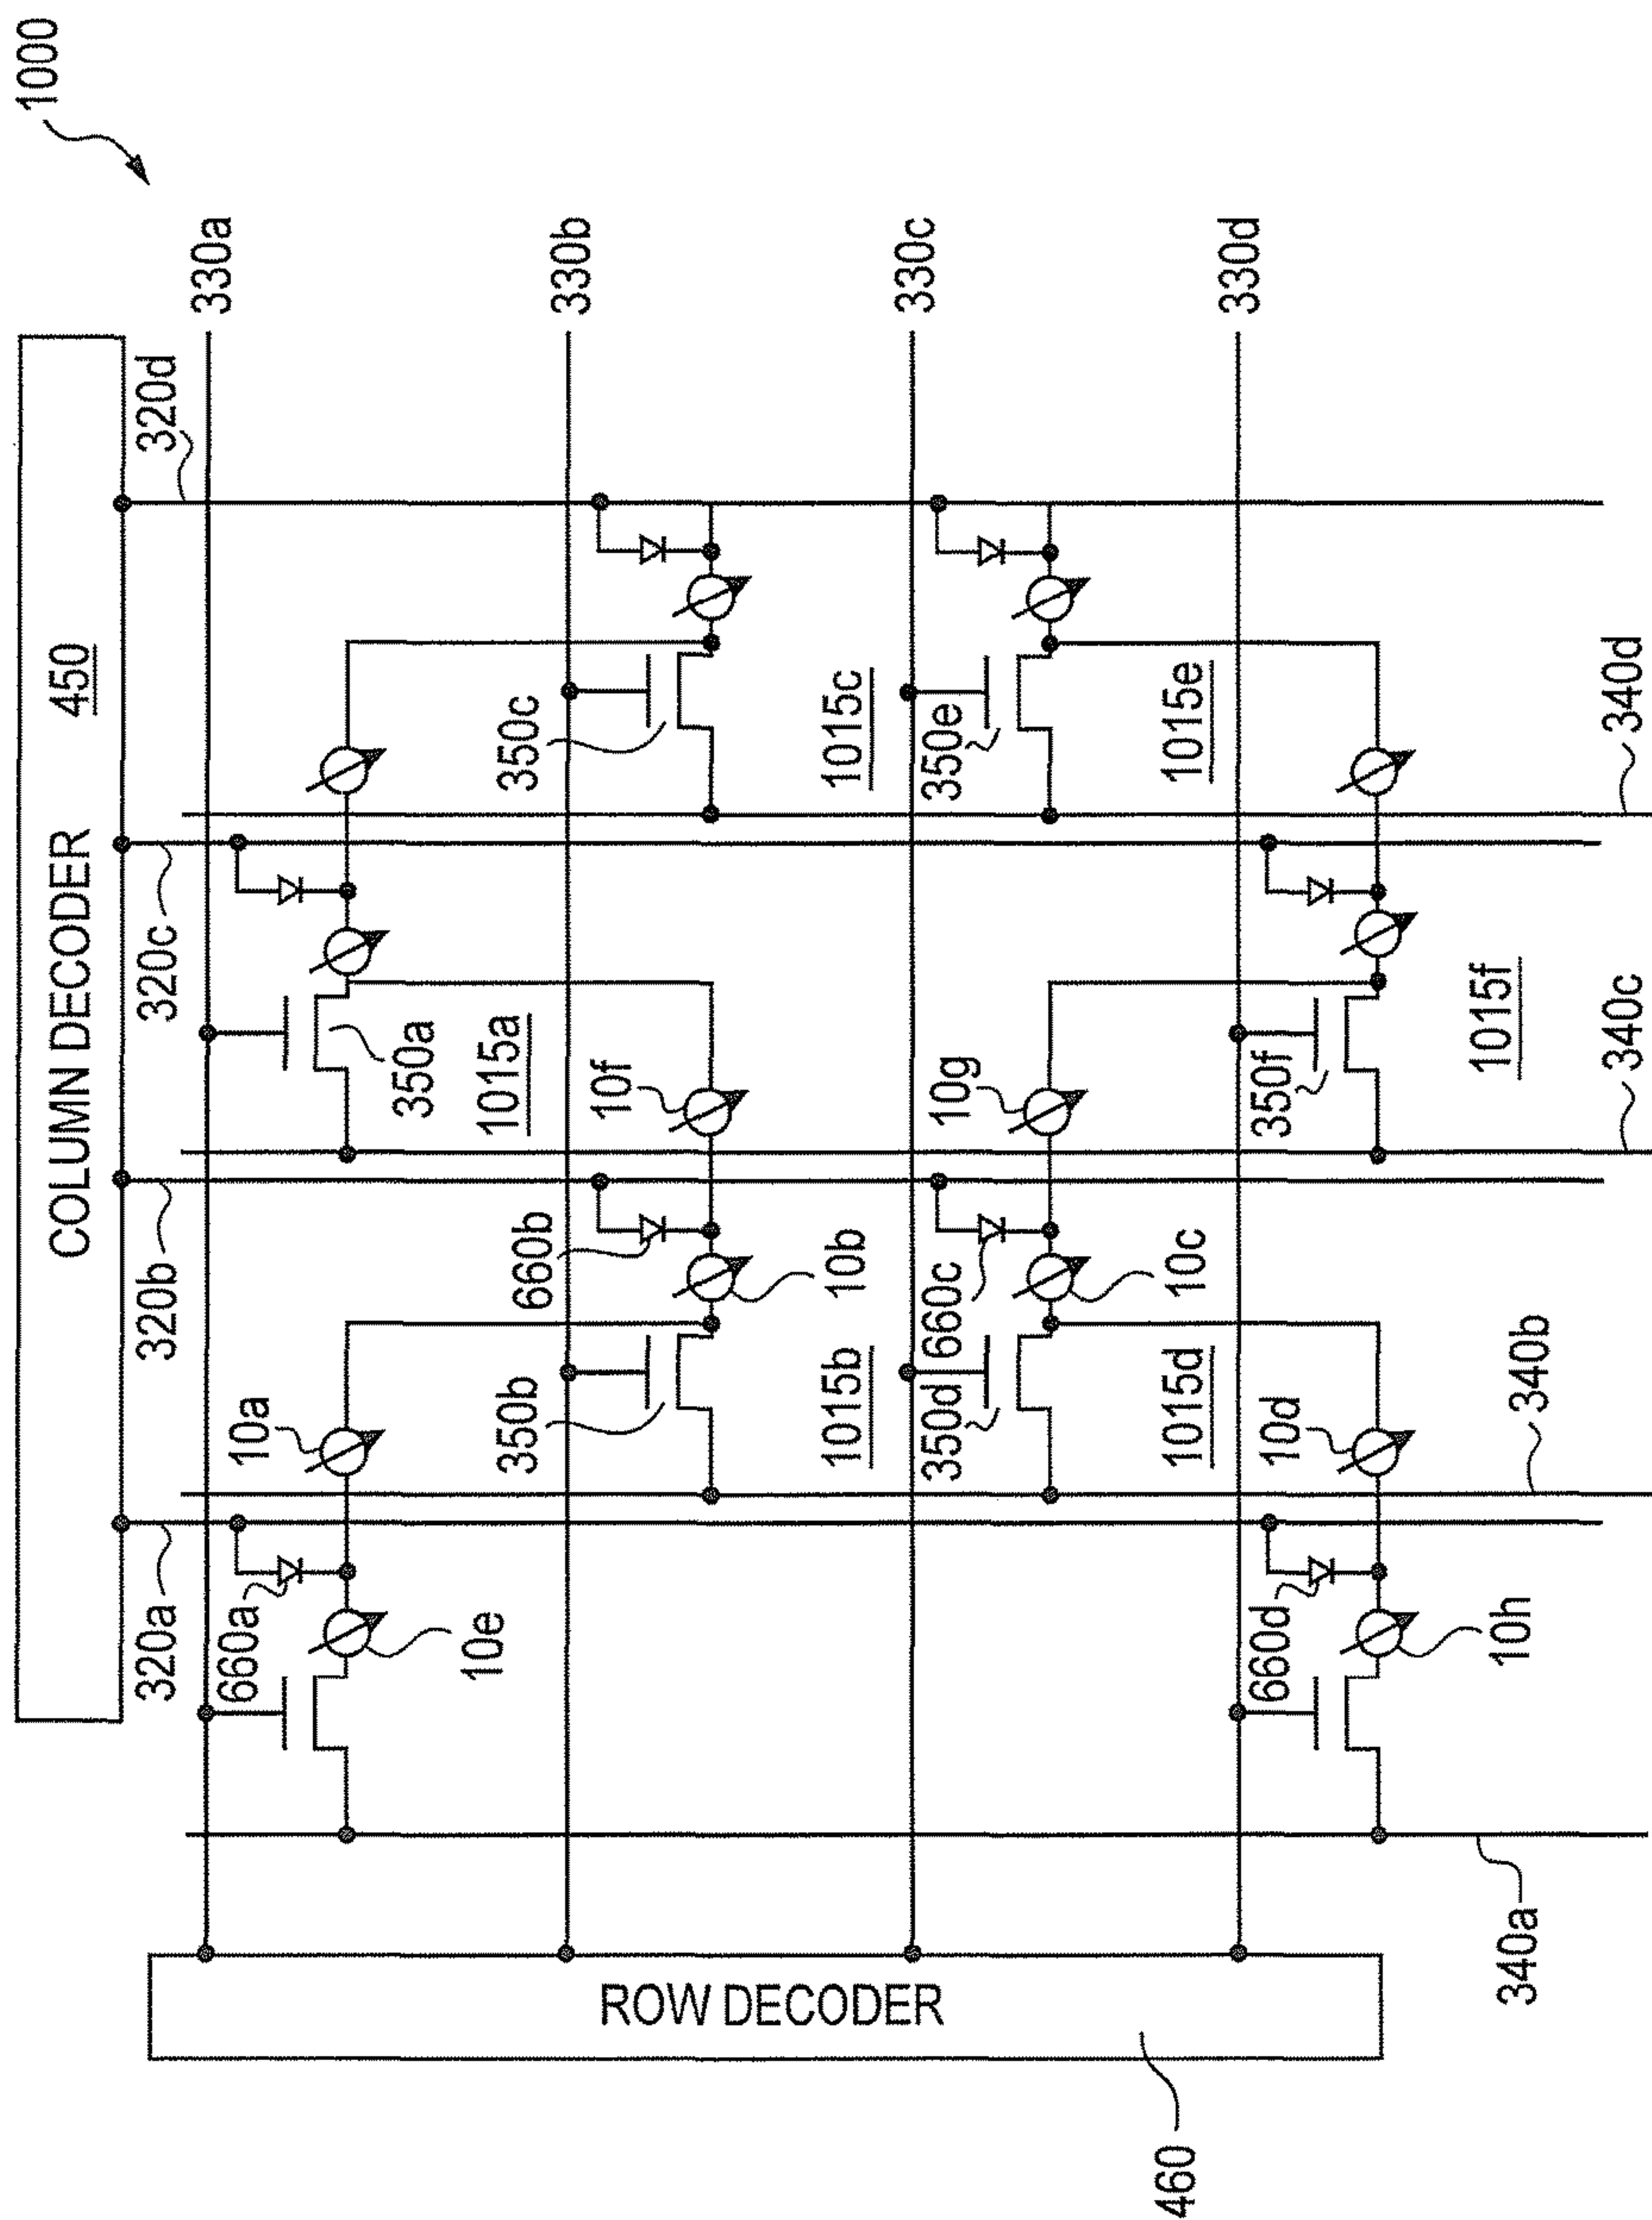 1000
COLUMN DECODER 450
320a
320b
320c
320d
330a
660a
10e
10a
350a
1015a
330b
350b
660b
10b
1015b
10f
350c
1015c
330c
350d
660c
10c
1015d
10g
350e
1015e
330d
660d
10h
10d
350f
1015f
340a
340b
340c
340d
ROW DECODER
460